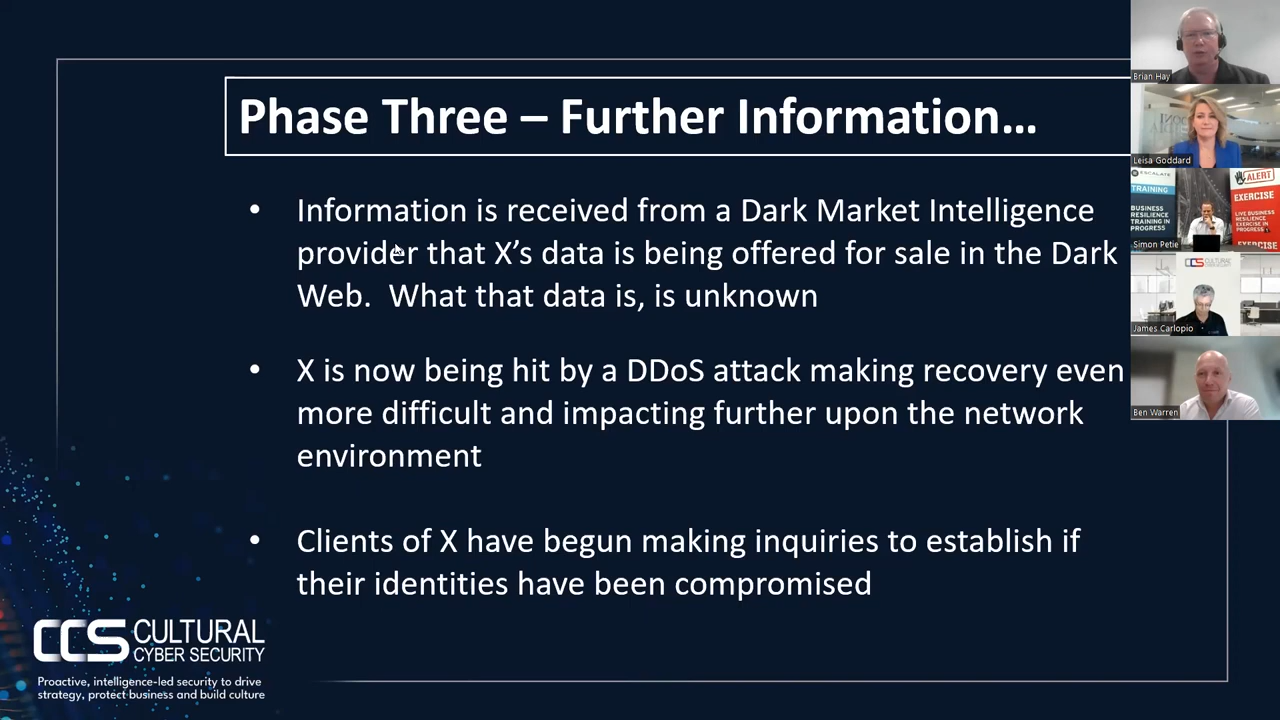 Phase Three – Further Information...
• Information is received from a Dark Market Intelligence
provider that X’s data is being offered for sale in the Dark
Web.  What that data is, is unknown
• X is now being hit by a DDoS attack making recovery even
more difficult and impacting further upon the network
environment
• Clients of X have begun making inquiries to establish if
their identities have been compromised
CCS CULTURAL
CYBER SECURITY
Proactive, intelligence-led security to drive
strategy, protect business and build culture
Brian Hay
Leisa Goddard
ESCALATE
TRAINING
BUSINESS
RESILIENCE
TRAINING IN
PROGRESS
ALERT
EXERCISE
LIVE BUSINESS
RESILIENCE
EXERCISE IN
PROGRESS
EXERCISE
Simon Petie
CCS CULTURAL
CYBER SECURITY
James Carlopio
Ben Warren